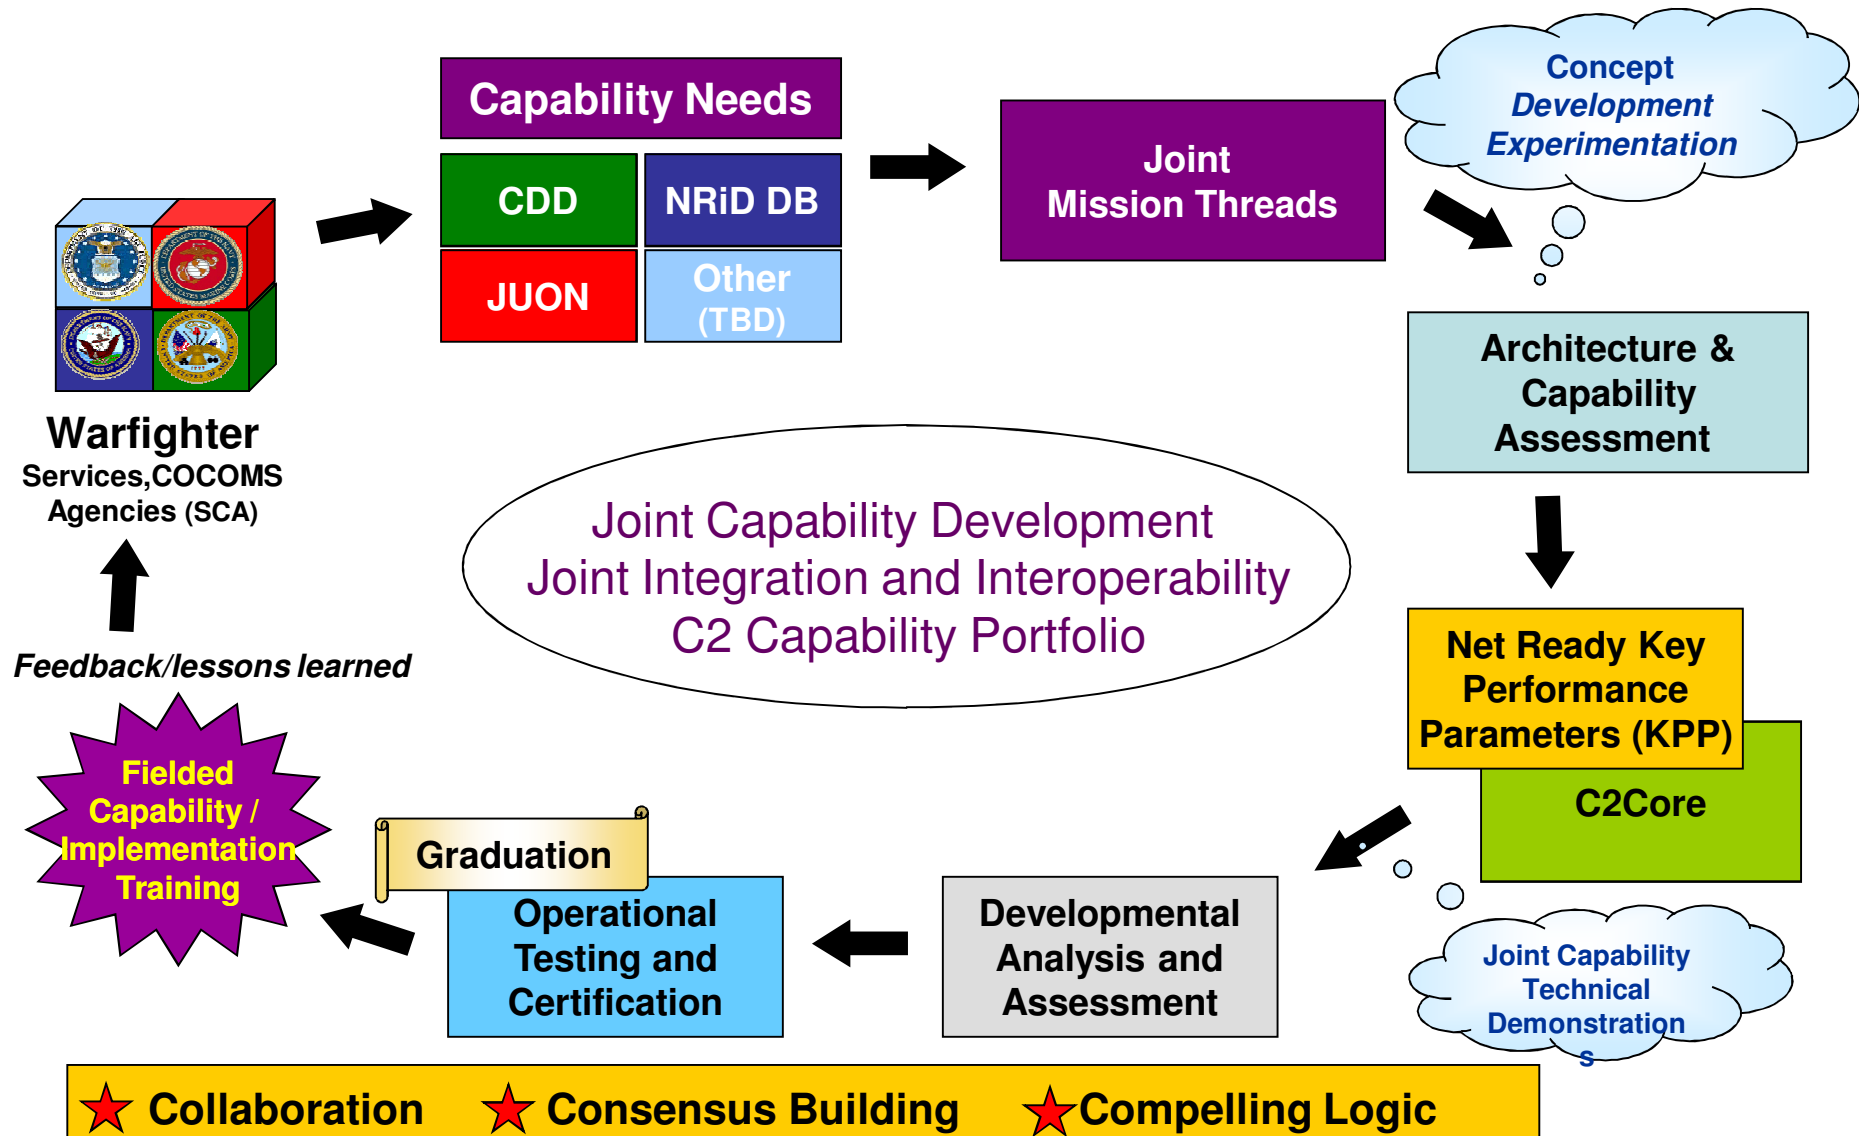 Capability Needs
CDD
NRiD DB
JUON
Other
(TBD)
Joint
Mission Threads
Concept
Development
Experimentation
Architecture &
Capability
Assessment
Warfighter
Services,COCOMS
Agencies (SCA)
Joint Capability Development
Joint Integration and Interoperability
C2 Capability Portfolio
Net Ready Key
Performance
Parameters (KPP)
C2Core
Feedback/lessons learned
Fielded
Capability /
Implementation
Training
Graduation
Operational
Testing and
Certification
Developmental
Analysis and
Assessment
Joint Capability
Technical
Demonstration
s
Collaboration
Consensus Building
Compelling Logic